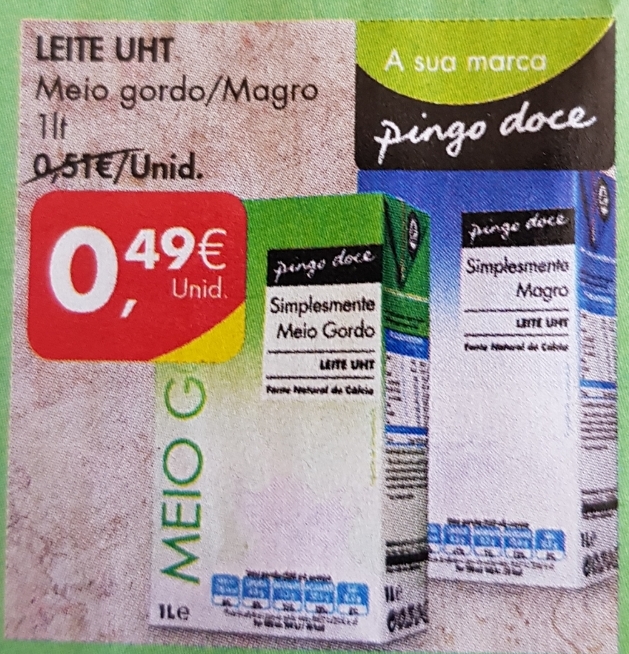 LEITE UHT
Meio gordo/Magro
1lt
0,51€/Unid.
0,49€
Unid.
A sua marca
pingo doce
pingo doce
Simplesmente
Meio Gordo
LEITE UHT
Fonte Natural de Cálcio
MEIO G
1Le
pingo doce
Simplesmente
Magro
LEITE UHT
Fonte Natural de Cálcio